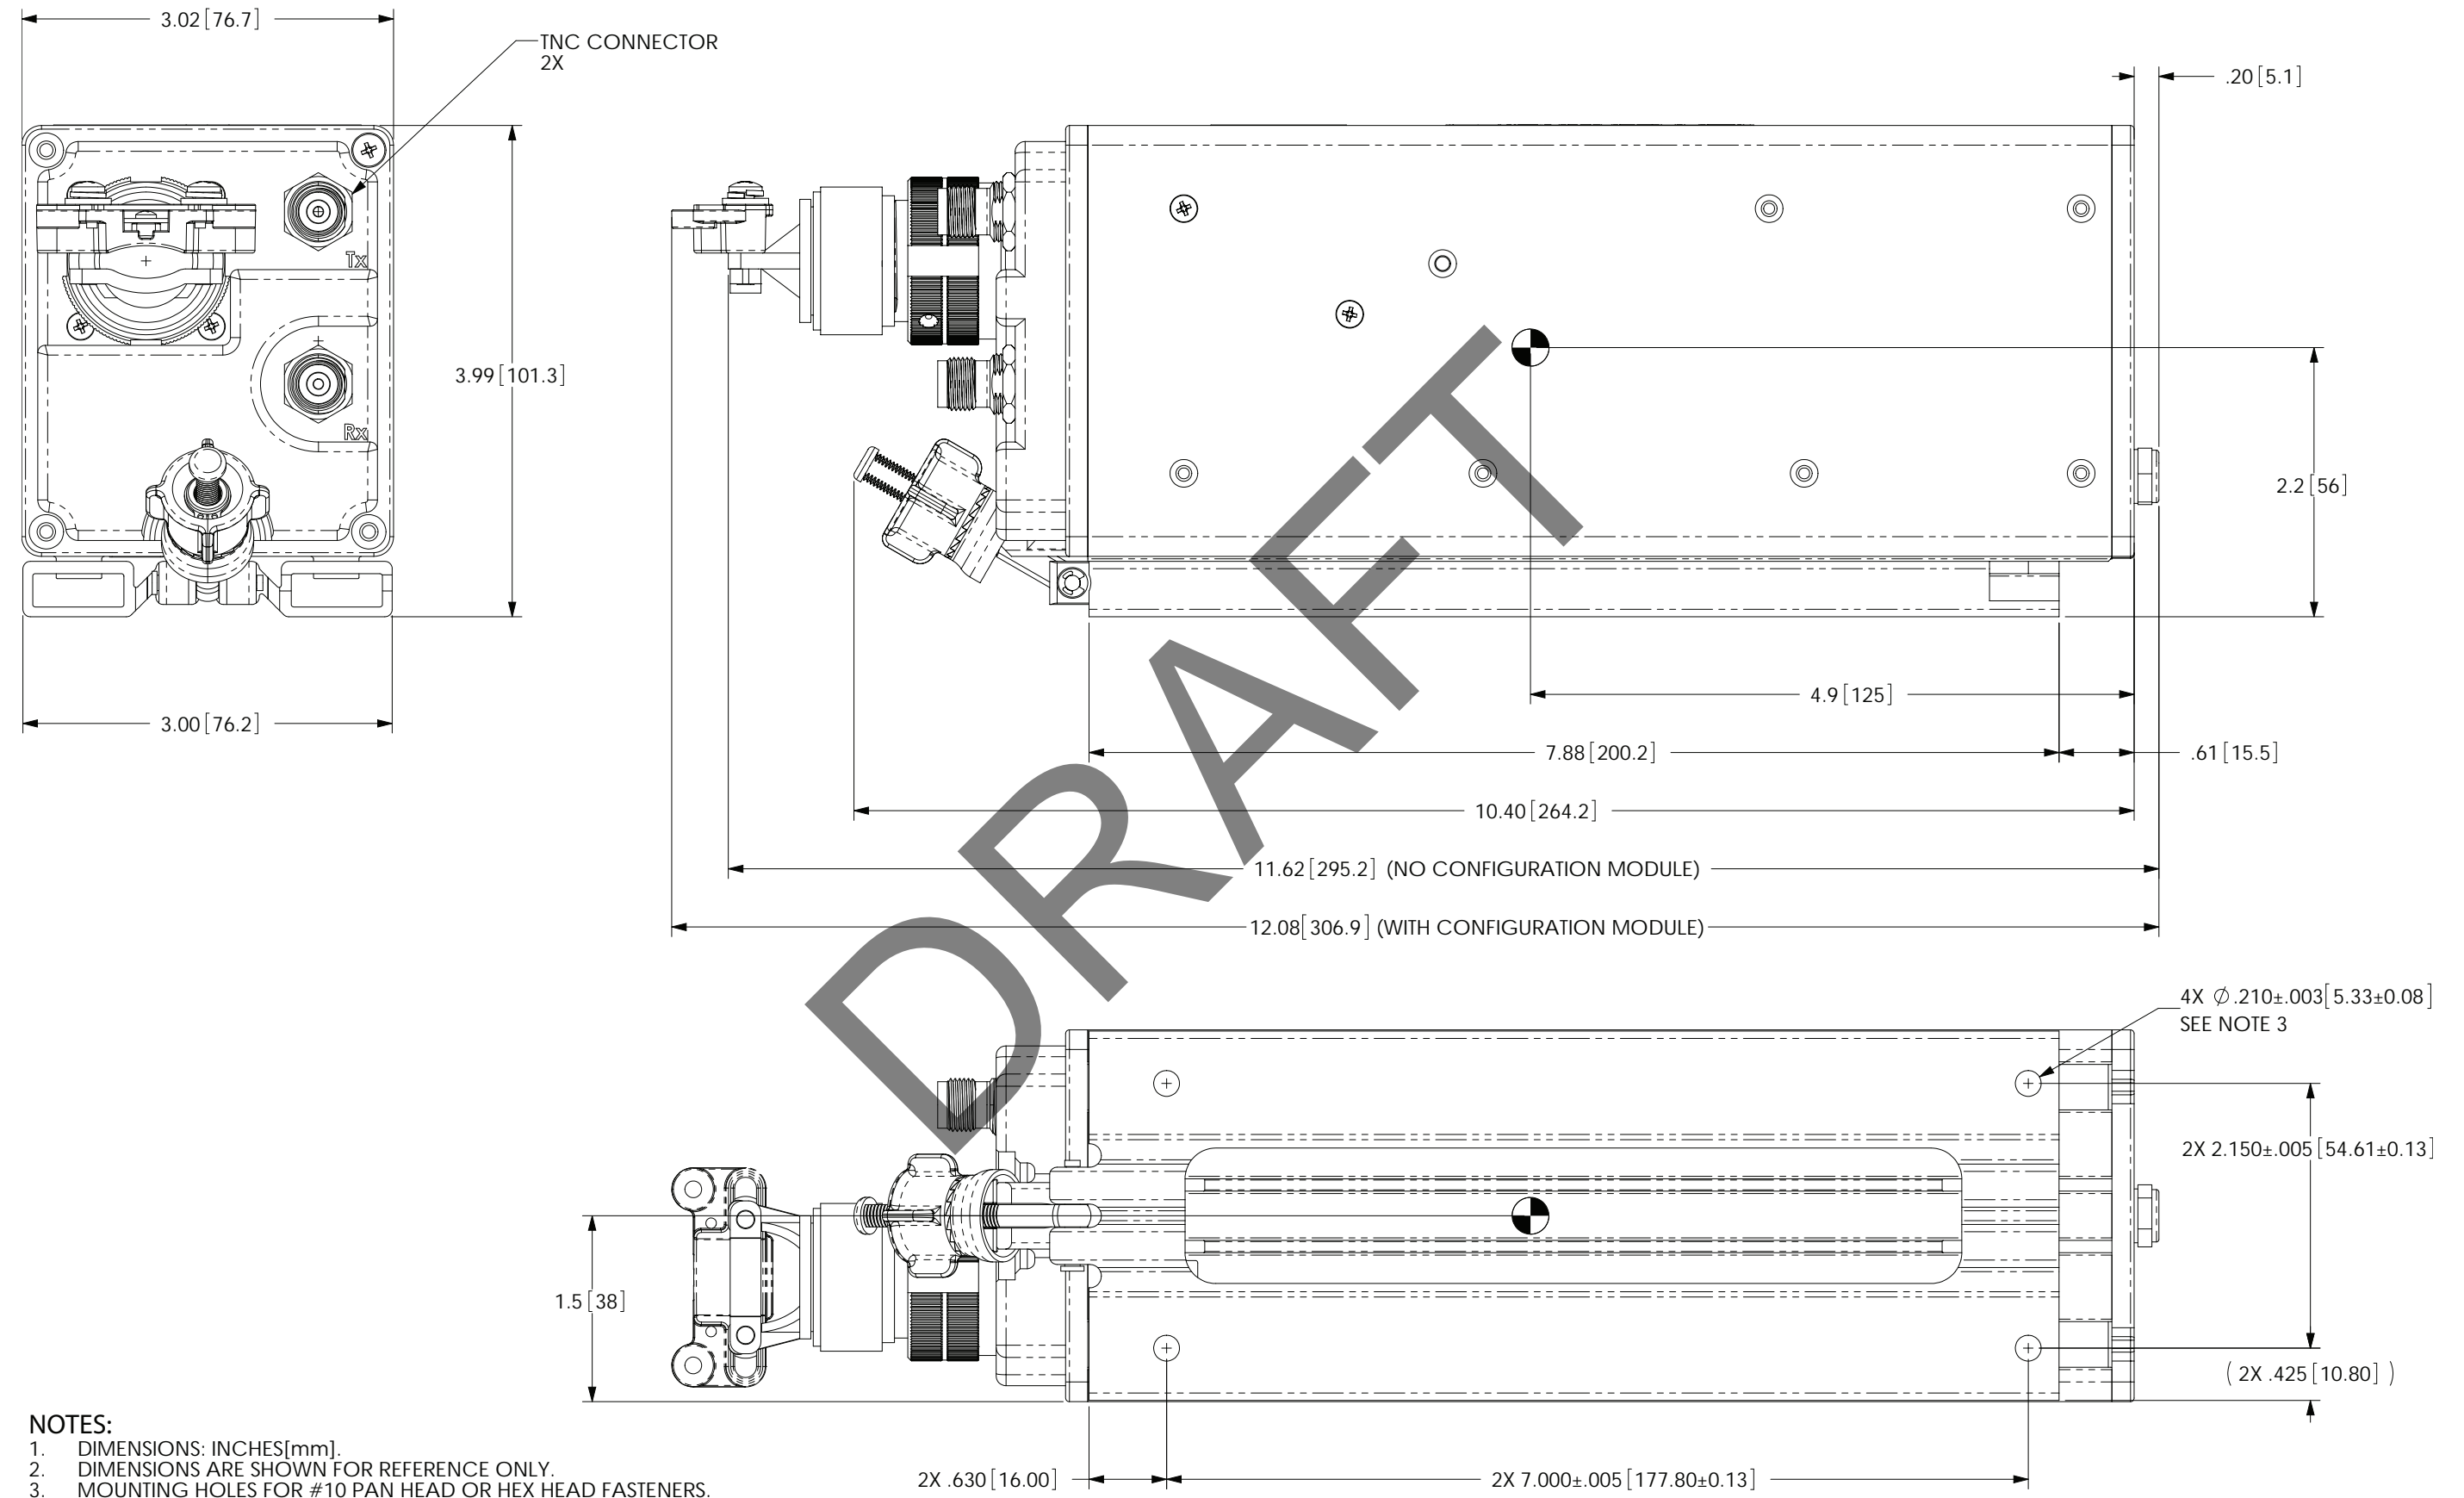 3.02[76.7]
TNC CONNECTOR
2X
.20[5.1]
Tx
3.99[101.3]
Rx
2.2[56]
4.9[125]
3.00[76.2]
7.88[200.2]
.61[15.5]
10.40[264.2]
11.62[295.2] (NO CONFIGURATION MODULE)
12.08[306.9] (WITH CONFIGURATION MODULE)
DRAFT
4X ∅.210±.003[5.33±0.08]
SEE NOTE 3
2X 2.150±.005[54.61±0.13]
1.5[38]
( 2X .425[10.80] )
2X .630[16.00]
2X 7.000±.005[177.80±0.13]
NOTES:
1. DIMENSIONS: INCHES[mm].
2. DIMENSIONS ARE SHOWN FOR REFERENCE ONLY.
3. MOUNTING HOLES FOR #10 PAN HEAD OR HEX HEAD FASTENERS.